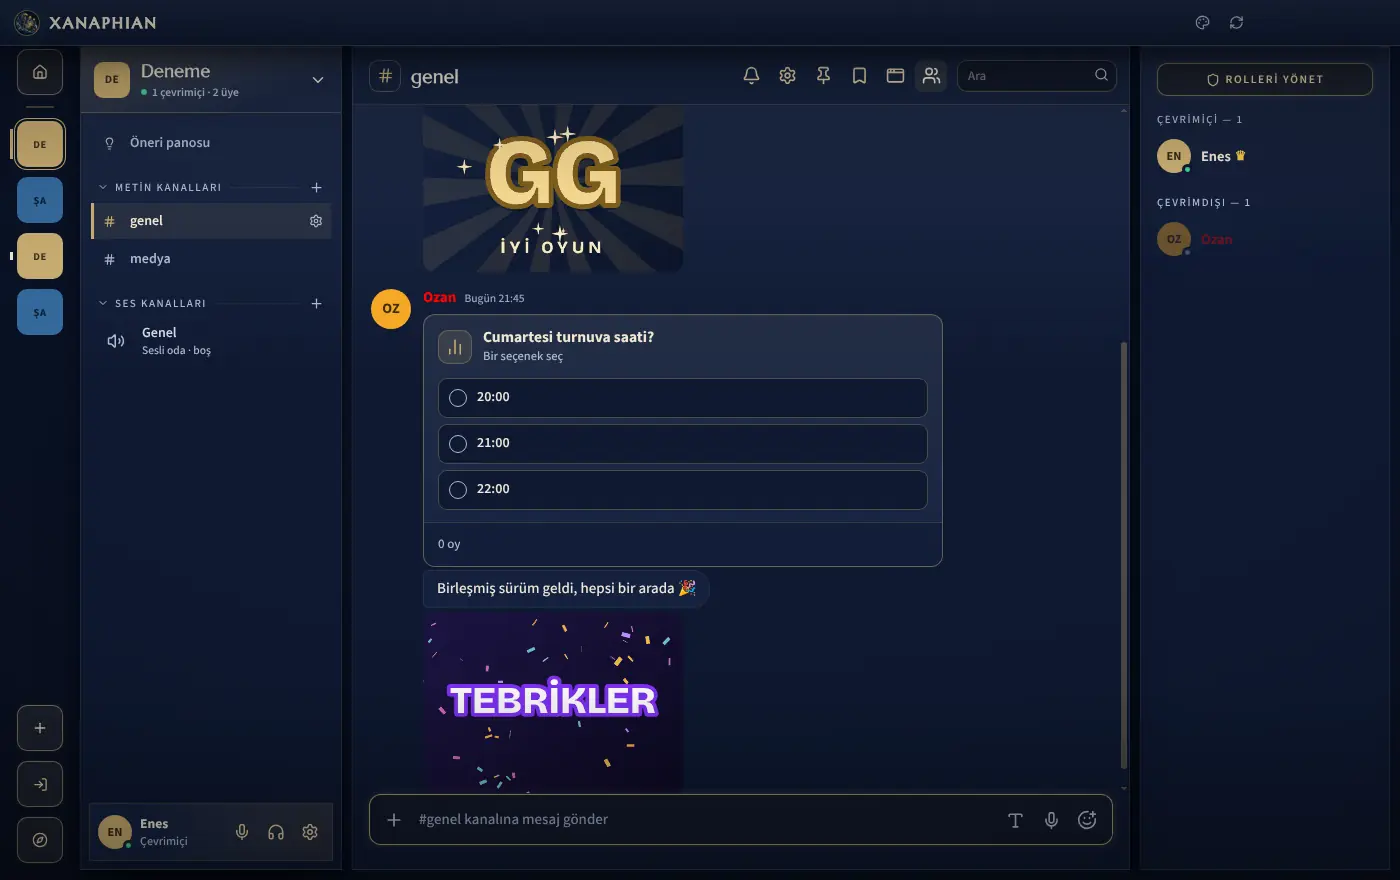 XANAPHIAN
DE
Deneme
1 çevrimiçi · 2 üye
DE
ŞA
DE
ŞA
Öneri panosu
METİN KANALLARI
# genel
# medya
SES KANALLARI
Genel
Sesli oda · boş
EN
Enes
Çevrimiçi
# genel
Ara
GG
İYİ OYUN
OZ
Ozan Bugün 21:45
Cumartesi turnuva saati?
Bir seçenek seç
20:00
21:00
22:00
0 oy
Birleşmiş sürüm geldi, hepsi bir arada 🎉
TEBRİKLER
#genel kanalına mesaj gönder
ROLLERİ YÖNET
ÇEVRİMİÇİ — 1
EN
Enes
ÇEVRİMDIŞI — 1
OZ
Ozan